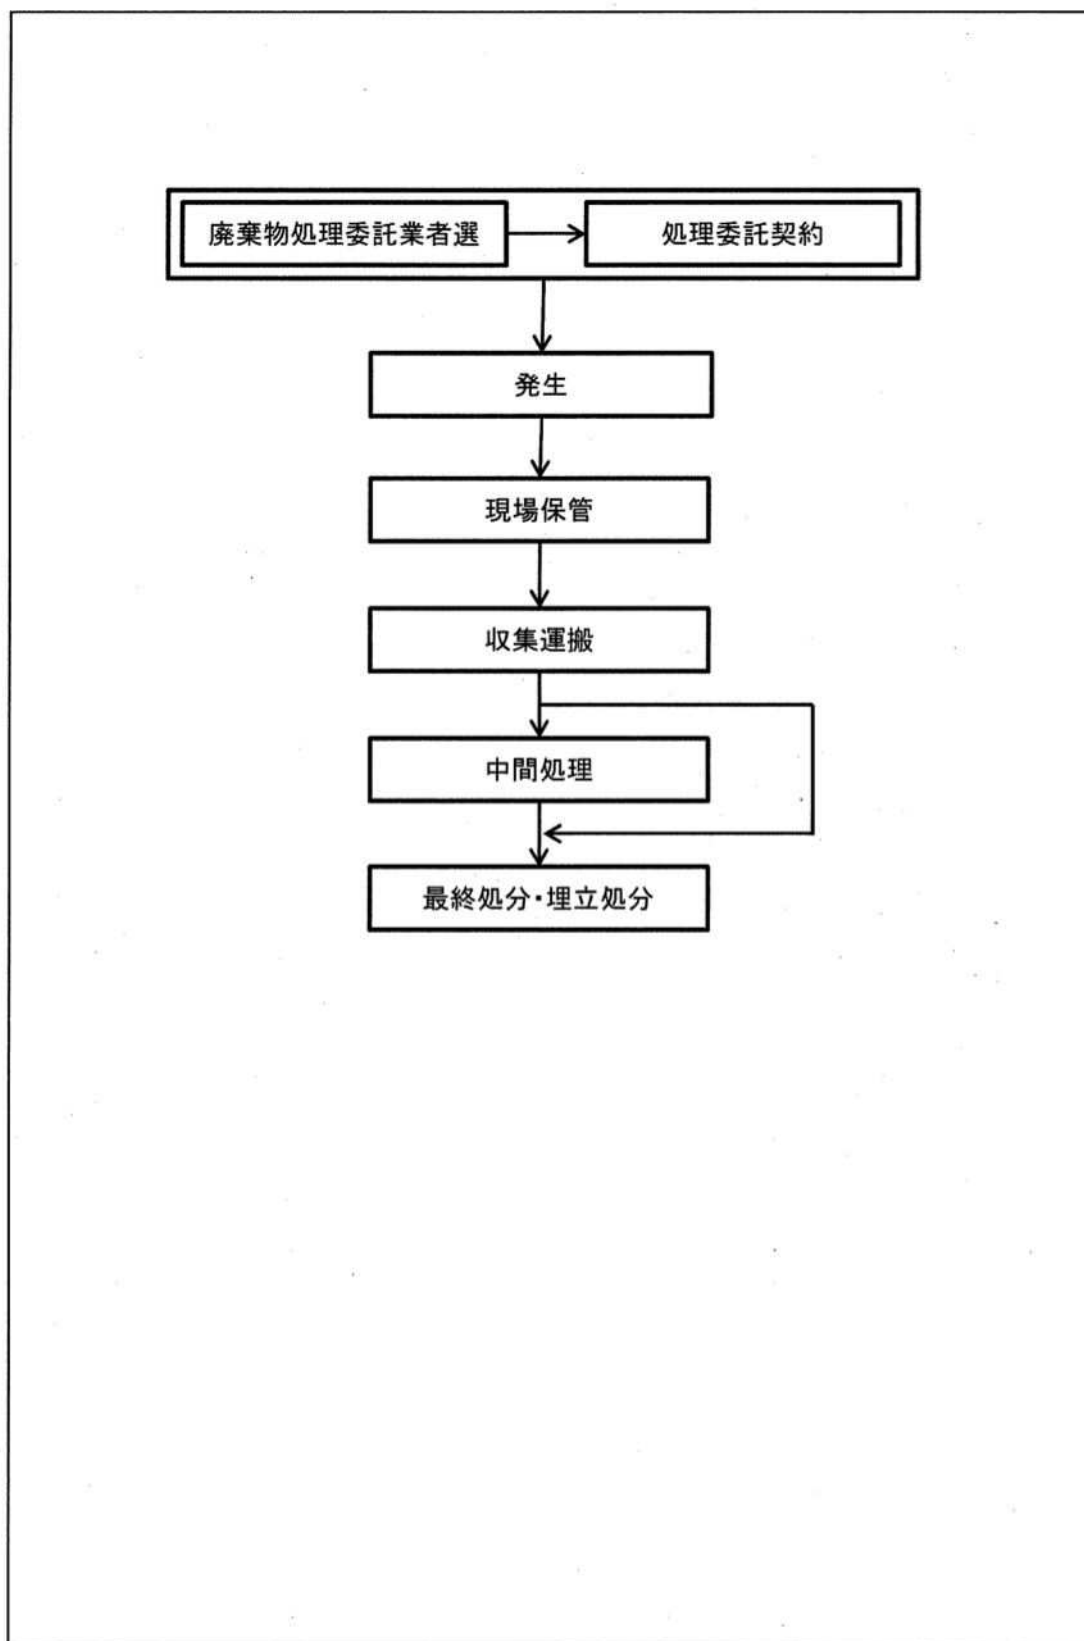 廃棄物処理委託業者選
処理委託契約
発生
現場保管
収集運搬
中間処理
最終処分・埋立処分